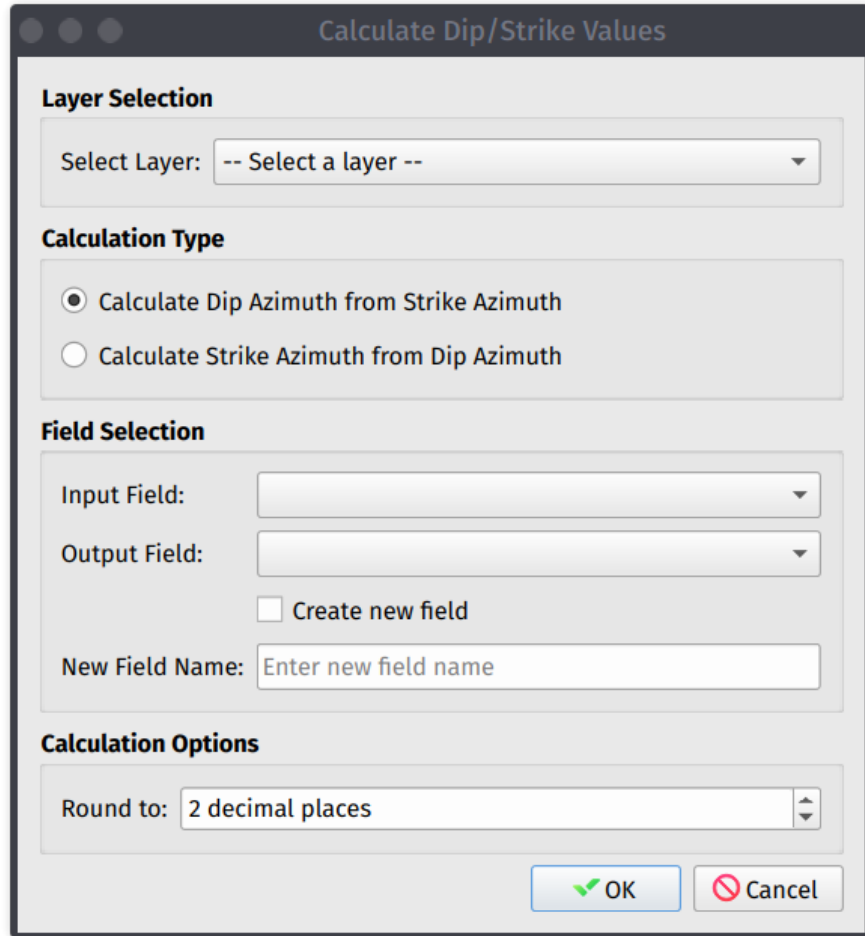 Calculate Dip/Strike Values
Layer Selection
Select Layer: -- Select a layer --
Calculation Type
Calculate Dip Azimuth from Strike Azimuth
Calculate Strike Azimuth from Dip Azimuth
Field Selection
Input Field:
Output Field:
Create new field
New Field Name: Enter new field name
Calculation Options
Round to: 2 decimal places
OK Cancel